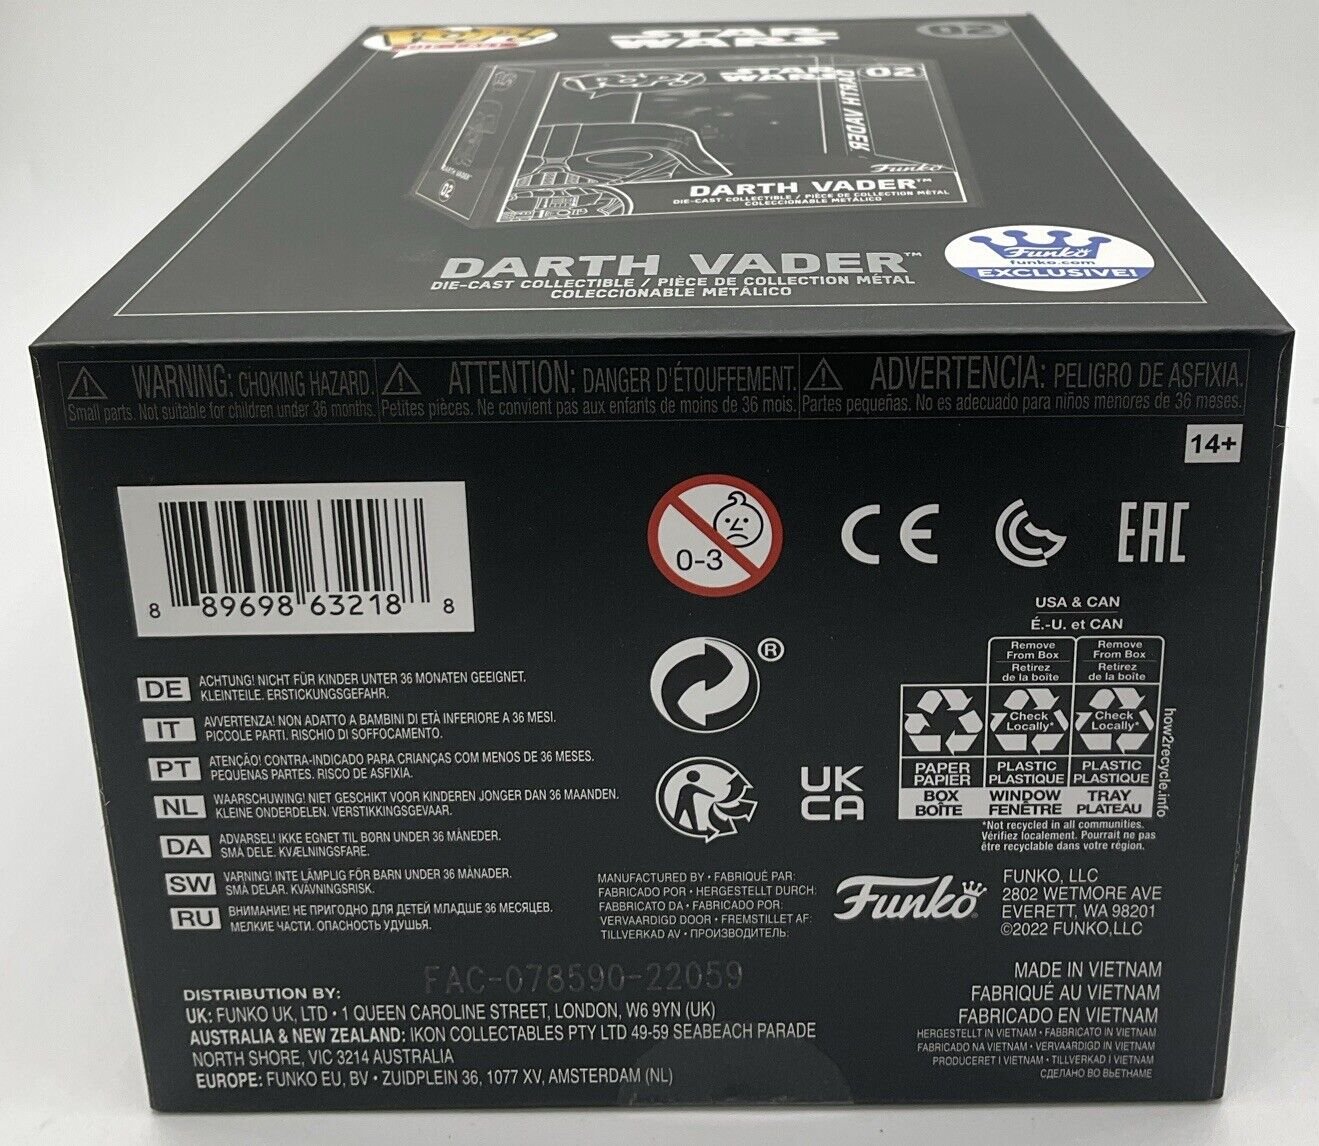 POP!
DIE-CAST
STAR
WARS
02
POP!
STAR
WARS
02
DARTH VADER
Funko
DARTH VADER™
DIE-CAST COLLECTIBLE / PIÈCE DE COLLECTION MÉTAL
COLECCIONABLE METÁLICO
02
DARTH VADER™
DIE-CAST COLLECTIBLE / PIÈCE DE COLLECTION MÉTAL
COLECCIONABLE METÁLICO
Funko
funko.com
EXCLUSIVE!
WARNING: CHOKING HAZARD.
Small parts. Not suitable for children under 36 months.
ATTENTION: DANGER D'ÉTOUFFEMENT.
Petites pièces. Ne convient pas aux enfants de moins de 36 mois.
ADVERTENCIA: PELIGRO DE ASFIXIA.
Partes pequeñas. No es adecuado para niños menores de 36 meses.
14+
8 89698 63218 8
0-3
CE
EAC
USA & CAN
É.-U. et CAN
Remove
From Box
Retirez
de la boîte
Remove
From Box
Retirez
de la boîte
Check
Locally*
Check
Locally*
PAPER
PAPIER
PLASTIC
PLASTIQUE
PLASTIC
PLASTIQUE
BOX
BOÎTE
WINDOW
FENÊTRE
TRAY
PLATEAU
how2recycle.info
*Not recycled in all communities.
Vérifiez localement. Pourrait ne pas
être recyclable dans votre région.
®
UK
CA
DE ACHTUNG! NICHT FÜR KINDER UNTER 36 MONATEN GEEIGNET.
KLEINTEILE. ERSTICKUNGSGEFAHR.
IT AVVERTENZA! NON ADATTO A BAMBINI DI ETÀ INFERIORE A 36 MESI.
PICCOLE PARTI. RISCHIO DI SOFFOCAMENTO.
PT ATENÇÃO! CONTRA-INDICADO PARA CRIANÇAS COM MENOS DE 36 MESES.
PEQUENAS PARTES. RISCO DE ASFIXIA.
NL WAARSCHUWING! NIET GESCHIKT VOOR KINDEREN JONGER DAN 36 MAANDEN.
KLEINE ONDERDELEN. VERSTIKKINGSGEVAAR.
DA ADVARSEL! IKKE EGNET TIL BØRN UNDER 36 MÅNEDER.
SMÅ DELE. KVÆLNINGSFARE.
SW VARNING! INTE LÄMPLIG FÖR BARN UNDER 36 MÅNADER.
SMÅ DELAR. KVÄVNINGSRISK.
RU ВНИМАНИЕ! НЕ ПРИГОДНО ДЛЯ ДЕТЕЙ МЛАДШЕ 36 МЕСЯЦЕВ.
МЕЛКИЕ ЧАСТИ. ОПАСНОСТЬ УДУШЬЯ.
MANUFACTURED BY • FABRIQUÉ PAR:
FABRICADO POR • HERGESTELLT DURCH:
FABBRICATO DA • FABRICADO POR:
VERVAARDIGD DOOR • FREMSTILLET AF:
TILLVERKAD AV • ПРОИЗВОДИТЕЛЬ:
Funko
FUNKO, LLC
2802 WETMORE AVE
EVERETT, WA 98201
©2022 FUNKO,LLC
FAC-078590-22059
DISTRIBUTION BY:
UK: FUNKO UK, LTD • 1 QUEEN CAROLINE STREET, LONDON, W6 9YN (UK)
AUSTRALIA & NEW ZEALAND: IKON COLLECTABLES PTY LTD 49-59 SEABEACH PARADE
NORTH SHORE, VIC 3214 AUSTRALIA
EUROPE: FUNKO EU, BV • ZUIDPLEIN 36, 1077 XV, AMSTERDAM (NL)
MADE IN VIETNAM
FABRIQUÉ AU VIETNAM
FABRICADO EN VIETNAM
HERGESTELLT IN VIETNAM • FABBRICATO IN VIETNAM
FABRICADO NA VIETNAM • VERVAARDIGD IN VIETNAM
PRODUCERET I VIETNAM • TILLVERKAD I VIETNAM
СДЕЛАНО ВО ВЬЕТНАМЕ